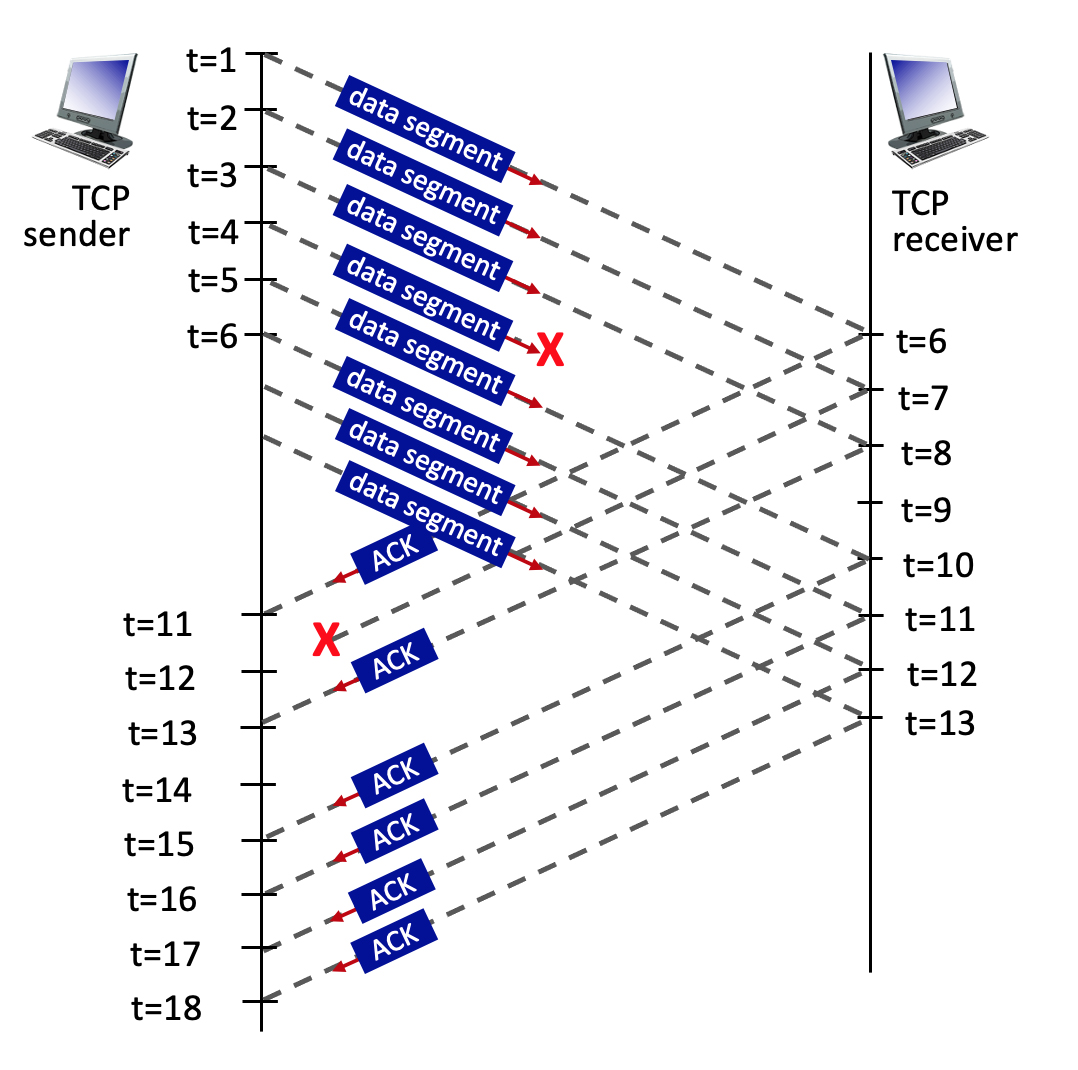 t=1
t=2
t=3
t=4
t=5
t=6
TCP
sender
data segment
data segment
data segment
data segment
X
data segment
data segment
data segment
data segment
TCP
receiver
t=6
t=7
t=8
t=9
t=10
t=11
t=12
t=13
ACK
t=11
X
t=12
ACK
t=13
t=14
ACK
t=15
ACK
t=16
ACK
t=17
ACK
t=18